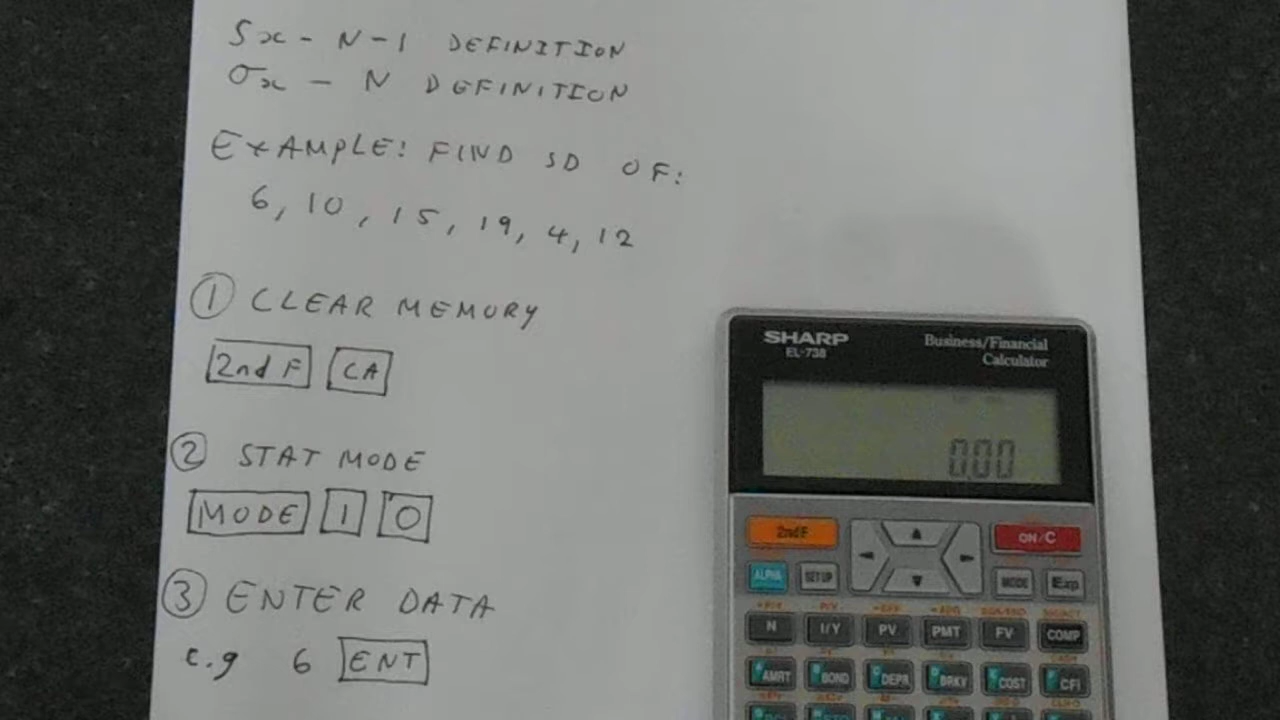 Sx - N-1 DEFINITION
σx - N DEFINITION
EXAMPLE: FIND SD OF:
6, 10, 15, 19, 4, 12
① CLEAR MEMORY
2nd F CA
② STAT MODE
MODE 1 0
③ ENTER DATA
e.g 6 ENT
SHARP
EL-738
Business/Financial
Calculator
0.00
2ndF
ON/C
ALPHA SETUP MODE Exp
N I/Y PV PMT FV COMP
AMRT BOND DEPR BRKV COST CFi